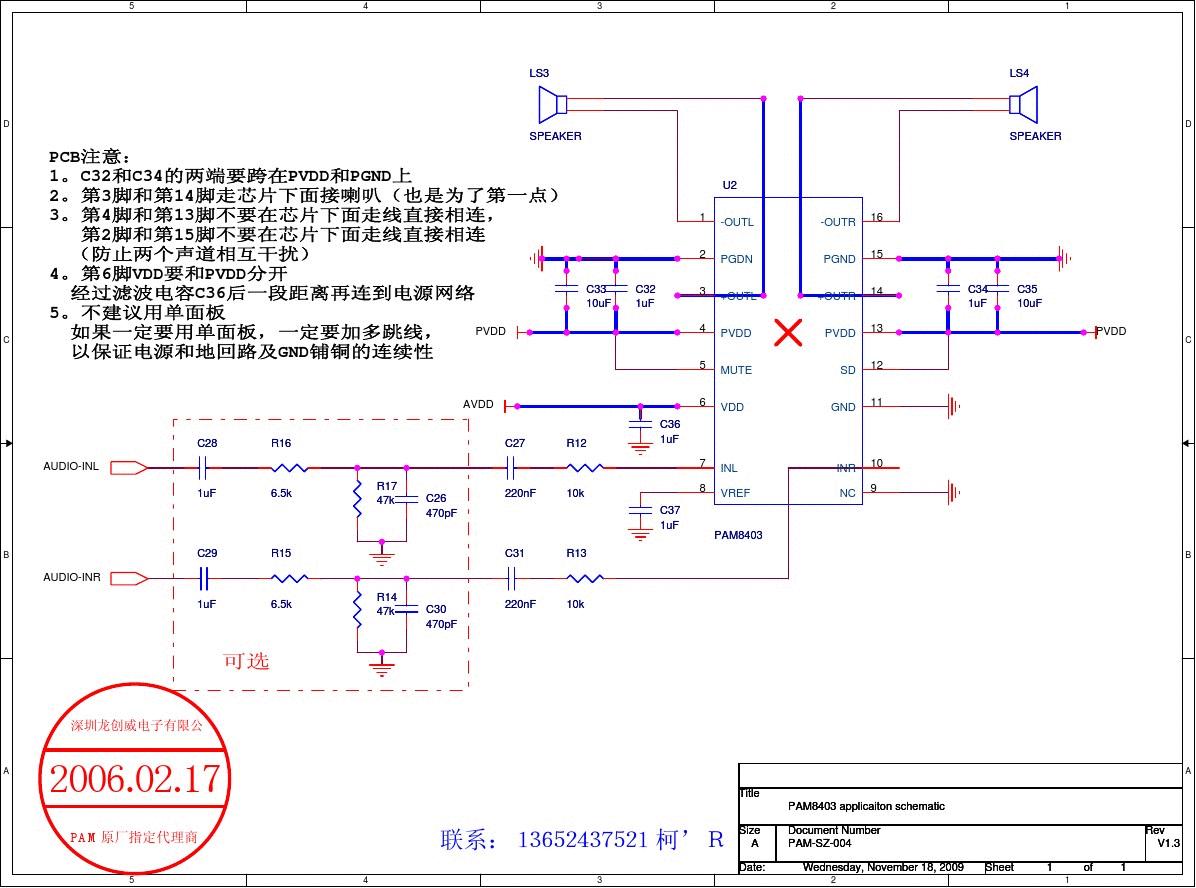 5
4
3
2
1
D
C
B
A
D
C
B
A
LS3
SPEAKER
LS4
SPEAKER
PCB注意：
1。C32和C34的两端要跨在PVDD和PGND上
2。第3脚和第14脚走芯片下面接喇叭（也是为了第一点）
3。第4脚和第13脚不要在芯片下面走线直接相连，
第2脚和第15脚不要在芯片下面走线直接相连
（防止两个声道相互干扰）
4。第6脚VDD要和PVDD分开
经过滤波电容C36后一段距离再连到电源网络
5。不建议用单面板
如果一定要用单面板，一定要加多跳线，
以保证电源和地回路及GND铺铜的连续性
U2
1
-OUTL
-OUTR
16
2
PGDN
PGND
15
3
+OUTL
+OUTR
14
4
PVDD
PVDD
13
5
MUTE
SD
12
6
VDD
GND
11
7
INL
INR
10
8
VREF
NC
9
PAM8403
C33
10uF
C32
1uF
C34
1uF
C35
10uF
PVDD
PVDD
AVDD
C36
1uF
C37
1uF
AUDIO-INL
C28
1uF
R16
6.5k
R17
47k
C26
470pF
C27
220nF
R12
10k
AUDIO-INR
C29
1uF
R15
6.5k
R14
47k
C30
470pF
C31
220nF
R13
10k
可选
深圳龙创威电子有限公
2006.02.17
PAM 原厂指定代理商
联系： 13652437521 柯’ R
Title
PAM8403 applicaiton schematic
Size
A
Document Number
PAM-SZ-004
Rev
V1.3
Date:
Wednesday, November 18, 2009
Sheet
1
of
1
5
4
3
2
1